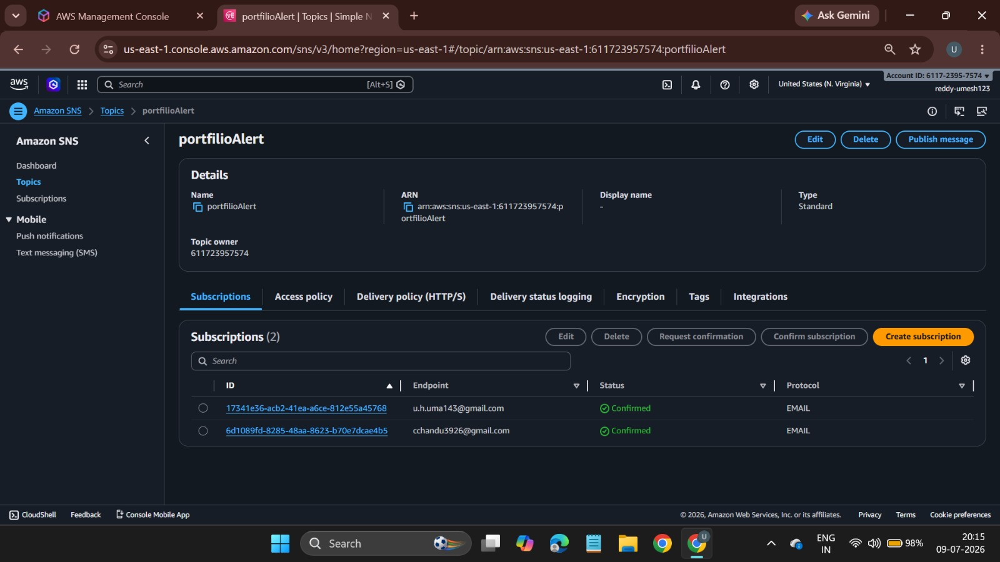 AWS Management Console
portfilioAlert | Topics | Simple N
Ask Gemini
us-east-1.console.aws.amazon.com/sns/v3/home?region=us-east-1#/topic/arn:aws:sns:us-east-1:611723957574:portfilioAlert
U
aws
Search
[Alt+S]
United States (N. Virginia)
Account ID: 6117-2395-7574
reddy-umesh123
Amazon SNS
Topics
portfilioAlert
Amazon SNS
Dashboard
Topics
Subscriptions
Mobile
Push notifications
Text messaging (SMS)
portfilioAlert
Edit
Delete
Publish message
Details
Name
portfilioAlert
ARN
arn:aws:sns:us-east-1:611723957574:p
ortfilioAlert
Display name
-
Type
Standard
Topic owner
611723957574
Subscriptions
Access policy
Delivery policy (HTTP/S)
Delivery status logging
Encryption
Tags
Integrations
Subscriptions (2)
Edit
Delete
Request confirmation
Confirm subscription
Create subscription
Search
1
ID
Endpoint
Status
Protocol
17341e36-acb2-41ea-a6ce-812e55a45768
u.h.uma143@gmail.com
Confirmed
EMAIL
6d1089fd-8285-48aa-8623-b70e7dcae4b5
cchandu3926@gmail.com
Confirmed
EMAIL
CloudShell
Feedback
Console Mobile App
© 2026, Amazon Web Services, Inc. or its affiliates.
Privacy
Terms
Cookie preferences
Search
U
ENG
IN
98%
20:15
09-07-2026